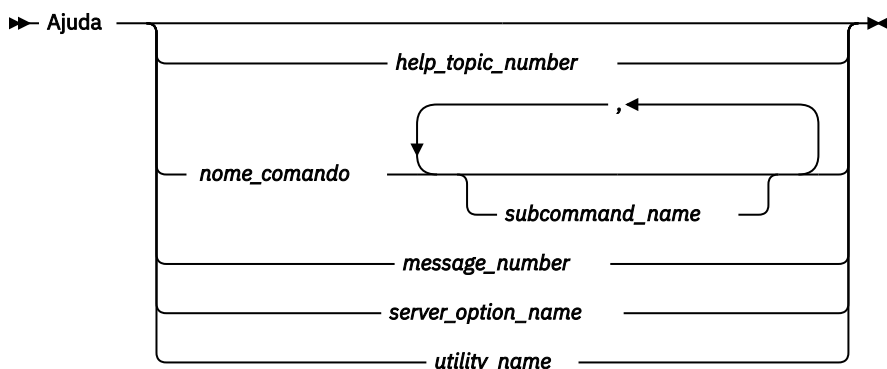 Ajuda
help_topic_number
,
nome_comando
subcommand_name
message_number
server_option_name
utility_name